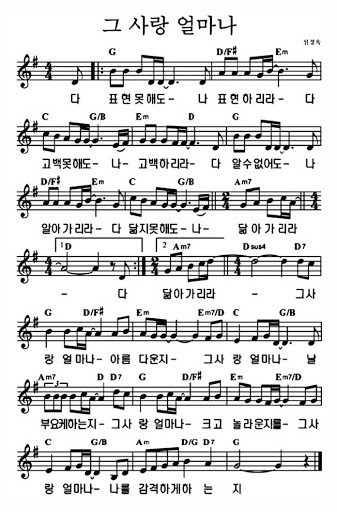 그 사랑 얼마나
G D/F# Em
다 표현 못해도- 나 표현하리라- 다
C G/B Em D G
고백못해도- 나-고백하리라-다 알수없어도-나
D/F# Em C G/B Am7
알아가리라-다 닮지못해도-나- 닮아가리라
1 D 2 Am7 Dsus4 D7
- 다 닮아가리라 - 그사
G D/F# Em Em7/D C G/B
랑 얼마나-아름 다운지- 그사 랑 얼마나- 날
Am7 D D7 G D/F# Em Em7/D
부요케하는지-그사 랑 얼마나- 크고 놀라운지를-그사
C G/B Am D/G G
랑 얼마나-나를 감격하게하 는 지